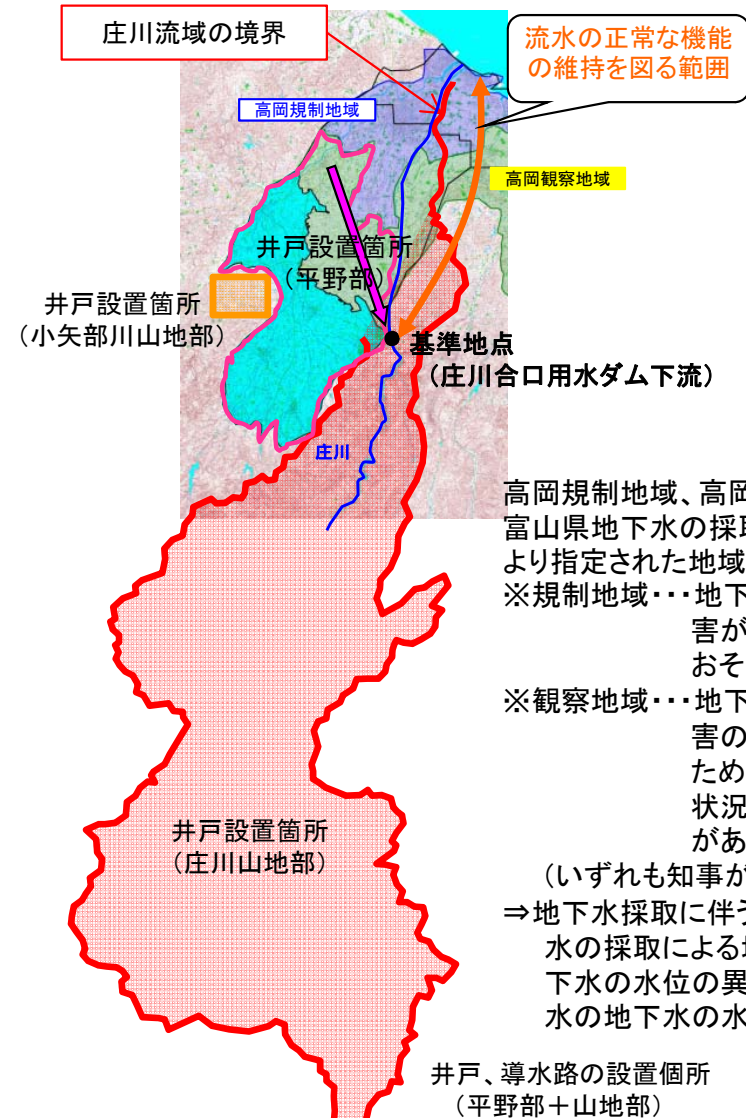 庄川流域の境界
流水の正常な機能
の維持を図る範囲
高岡規制地域
高岡観察地域
井戸設置箇所
（平野部）
井戸設置箇所
（小矢部川山地部）
基準地点
（庄川合口用水ダム下流）
庄川
高岡規制地域、高岡
富山県地下水の採取
より指定された地域
※規制地域・・・地下
害が
おそ
※観察地域・・・地下
害の
ため
状況
があ
（いずれも知事が
⇒地下水採取に伴う
水の採取による地
下水の水位の異
水の地下水の水
井戸設置箇所
（庄川山地部）
井戸、導水路の設置個所
（平野部＋山地部）